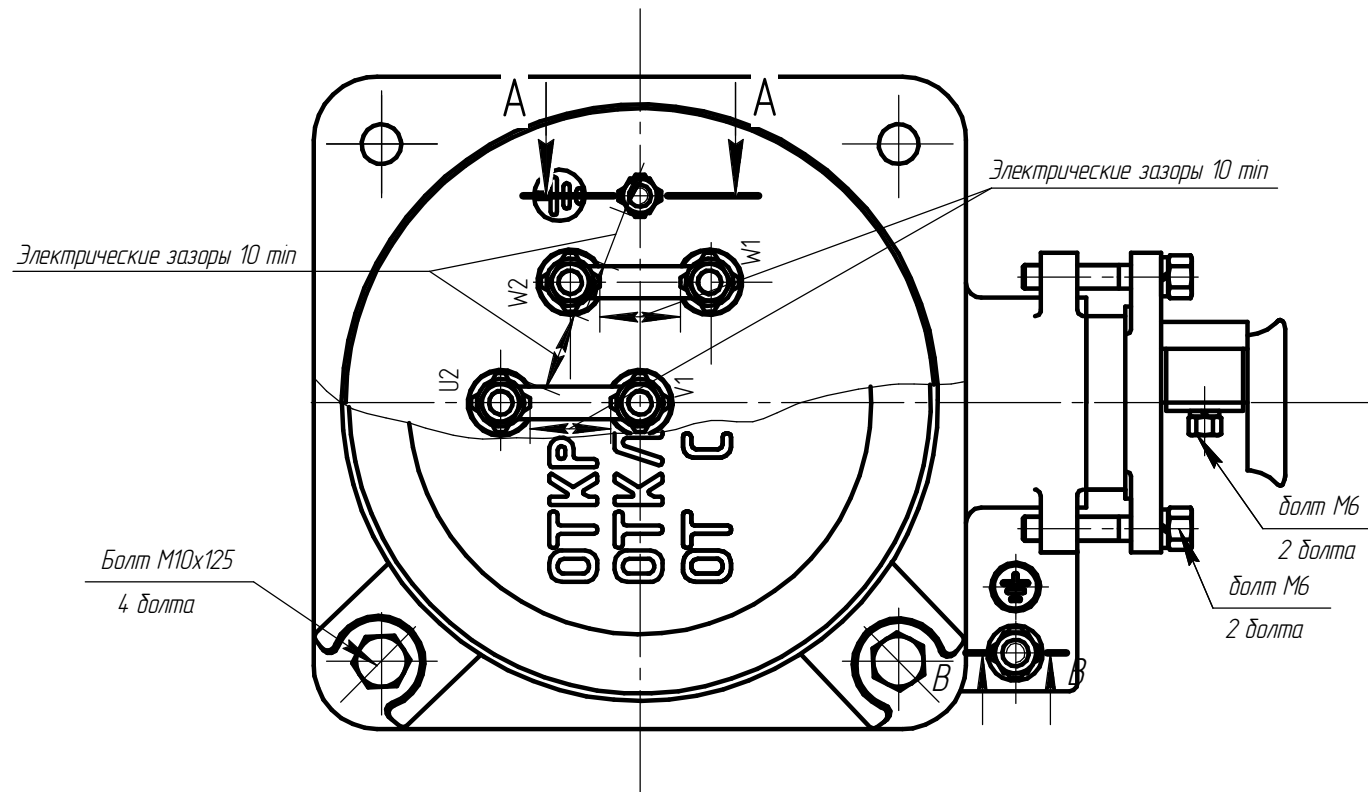 А А
Электрические зазоры 10 min
Электрические зазоры 10 min
W1
W2
U2
V1
ОТКР
ОТКЛ
ОТ С
болт М6
2 болта
Болт М10х125
4 болта
болт М6
2 болта
В В